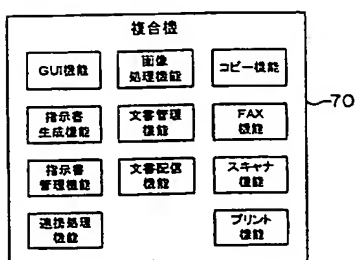 複合機
GUI機能
画像
処理機能
コピー機能
指示書
生成機能
文書管理
機能
FAX
機能
指示書
管理機能
文書配信
機能
スキャナ
機能
連携処理
機能
プリント
機能
70